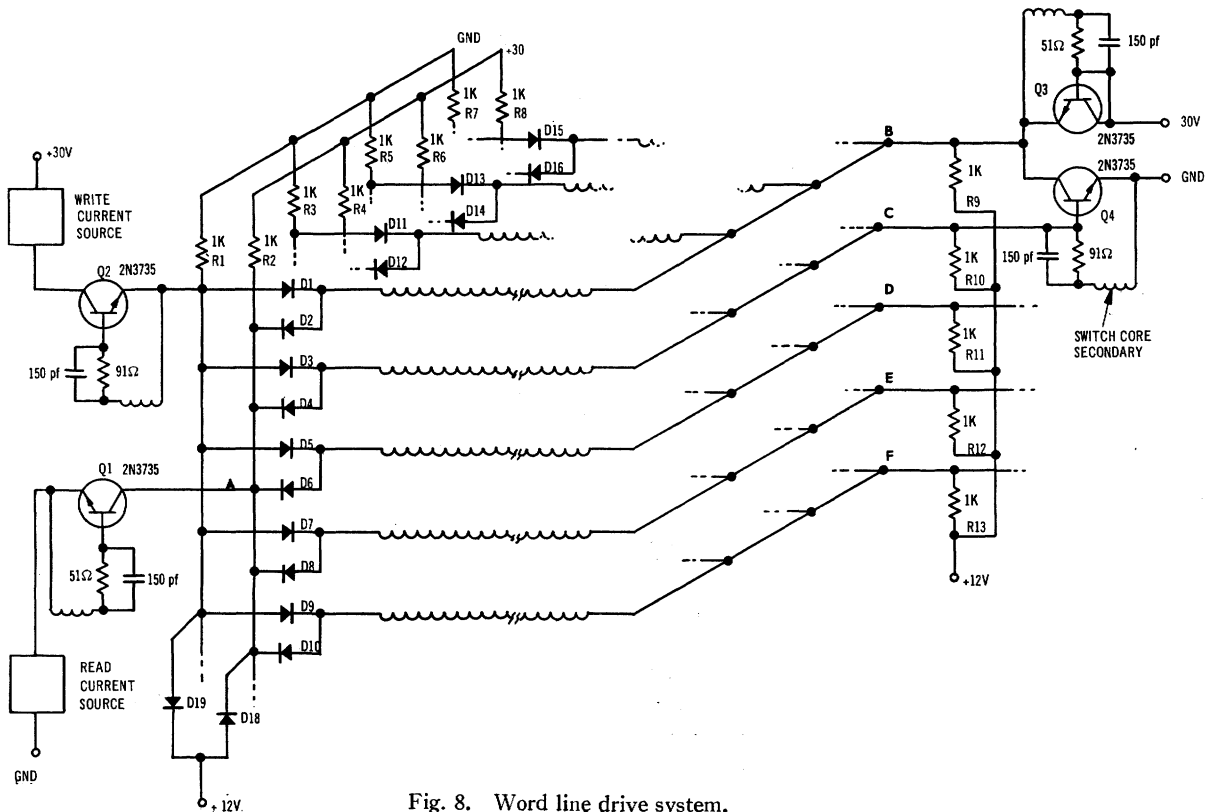 GND
+30
1K
R7
1K
R8
D15
D16
1K
R5
1K
R6
D13
D14
1K
R3
1K
R4
D11
D12
1K
R1
1K
R2
+30V
WRITE
CURRENT
SOURCE
Q2
2N3735
150 pf
91Ω
D1
D2
D3
D4
D5
D6
D7
D8
D9
D10
A
Q1
2N3735
51Ω
150 pf
READ
CURRENT
SOURCE
GND
D19
D18
+ 12V.
B
C
D
E
F
1K
R9
1K
R10
1K
R11
1K
R12
1K
R13
+12V
51Ω
150 pf
Q3
2N3735
30V
2N3735
GND
Q4
150 pf
91Ω
SWITCH CORE
SECONDARY
Fig. 8. Word line drive system.